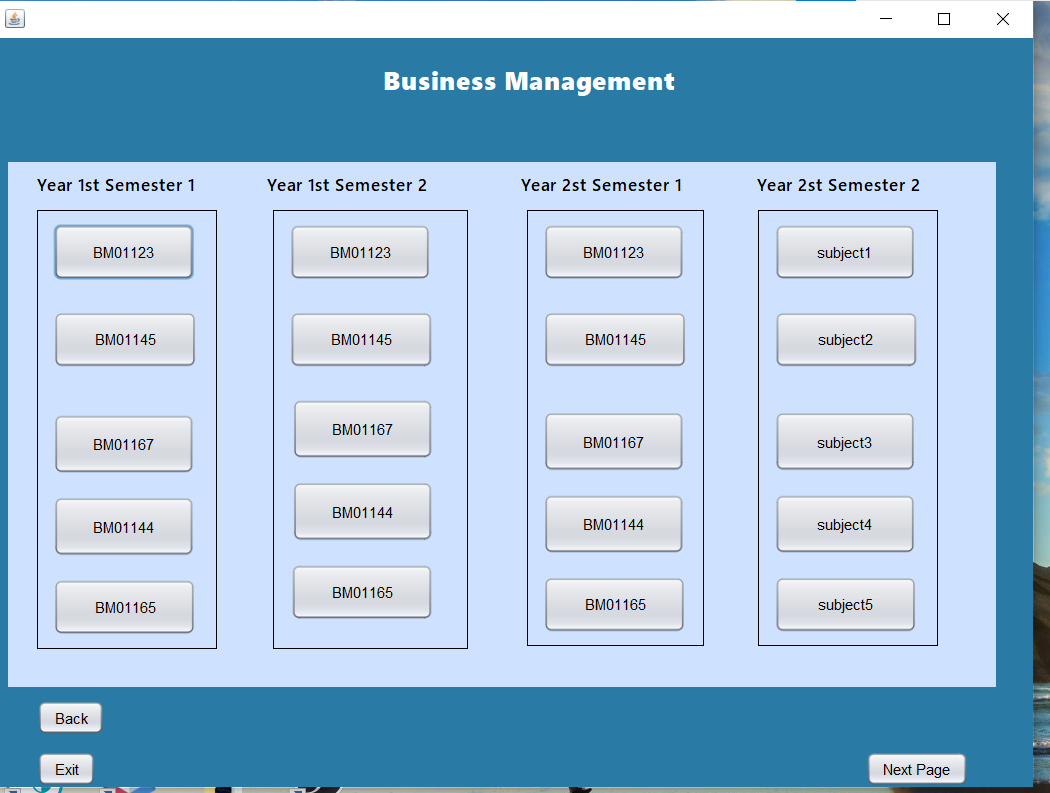 Business Management
Year 1st Semester 1
Year 1st Semester 2
Year 2st Semester 1
Year 2st Semester 2
BM01123
BM01123
BM01123
subject1
BM01145
BM01145
BM01145
subject2
BM01167
BM01167
BM01167
subject3
BM01144
BM01144
BM01144
subject4
BM01165
BM01165
BM01165
subject5
Back
Exit
Next Page